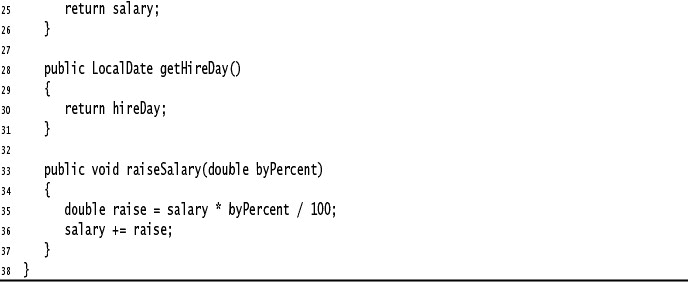 25 return salary;
26 }
27
28 public LocalDate getHireDay()
29 {
30 return hireDay;
31 }
32
33 public void raiseSalary(double byPercent)
34 {
35 double raise = salary * byPercent / 100;
36 salary += raise;
37 }
38 }